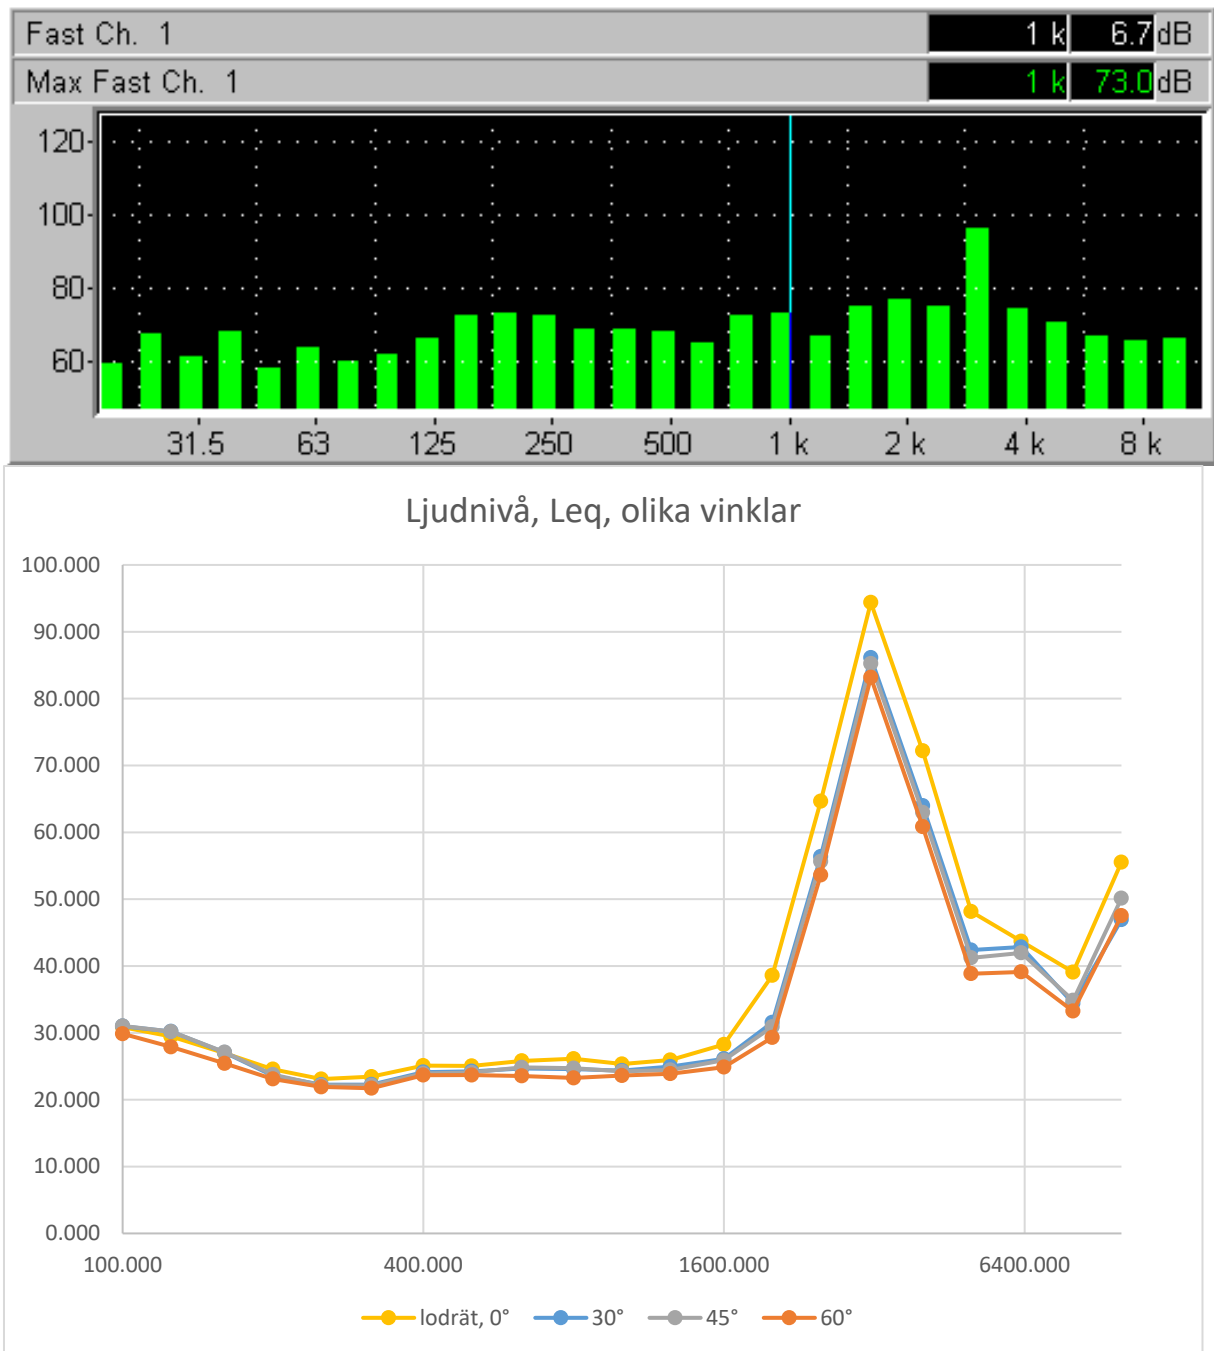 Fast Ch. 1 1 k 6.7 dB
Max Fast Ch. 1 1 k 73.0 dB
120
100
80
60
31.5 63 125 250 500 1 k 2 k 4 k 8 k
Ljudnivå, Leq, olika vinklar
100.000
90.000
80.000
70.000
60.000
50.000
40.000
30.000
20.000
10.000
0.000
100.000 400.000 1600.000 6400.000
lodrät, 0° 30° 45° 60°